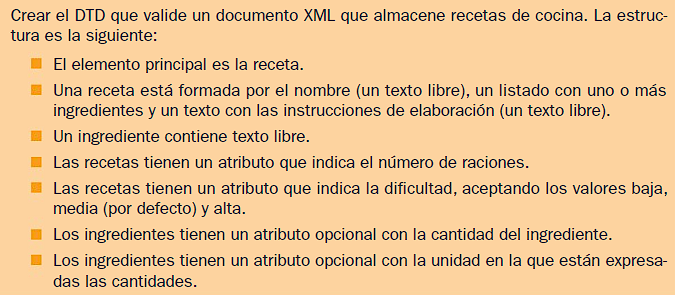 Crear el DTD que valide un documento XML que almacene recetas de cocina. La estruc-
tura es la siguiente:
■ El elemento principal es la receta.
■ Una receta está formada por el nombre (un texto libre), un listado con uno o más
ingredientes y un texto con las instrucciones de elaboración (un texto libre).
■ Un ingrediente contiene texto libre.
■ Las recetas tienen un atributo que indica el número de raciones.
■ Las recetas tienen un atributo que indica la dificultad, aceptando los valores baja,
media (por defecto) y alta.
■ Los ingredientes tienen un atributo opcional con la cantidad del ingrediente.
■ Los ingredientes tienen un atributo opcional con la unidad en la que están expresa-
das las cantidades.